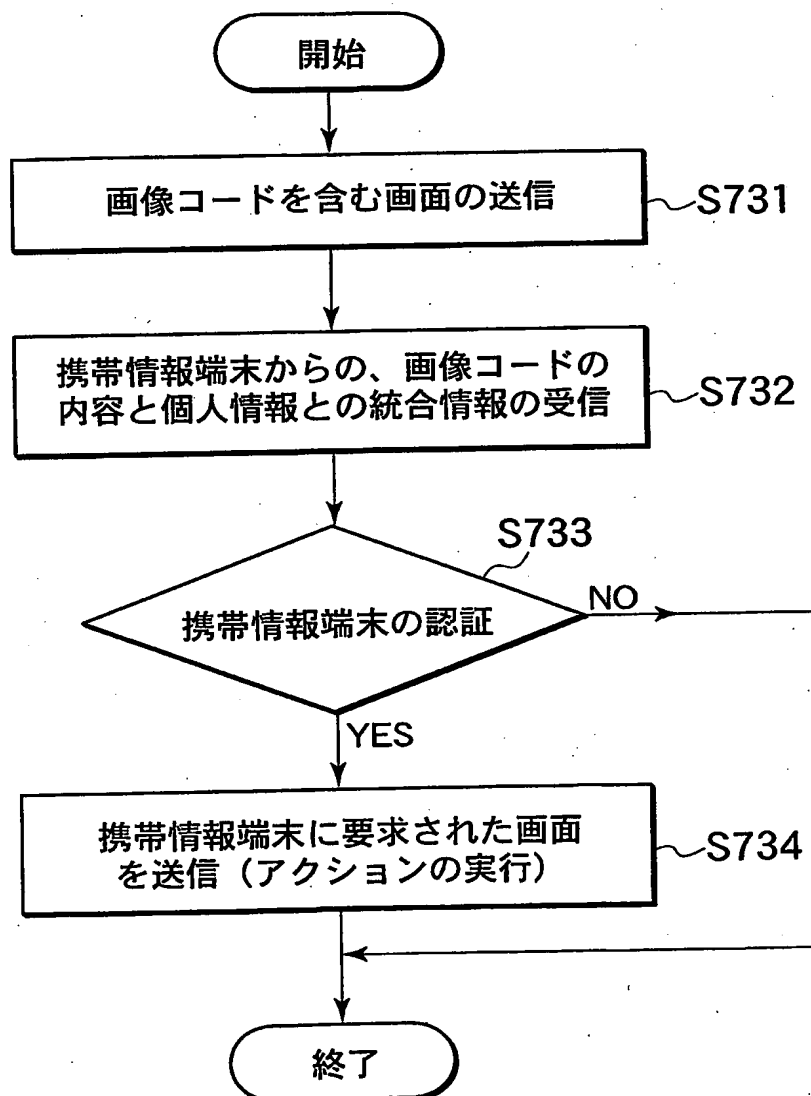 開始
画像コードを含む画面の送信
S731
携帯情報端末からの、画像コードの
内容と個人情報との統合情報の受信
S732
S733
携帯情報端末の認証
NO
YES
携帯情報端末に要求された画面
を送信（アクションの実行）
S734
終了